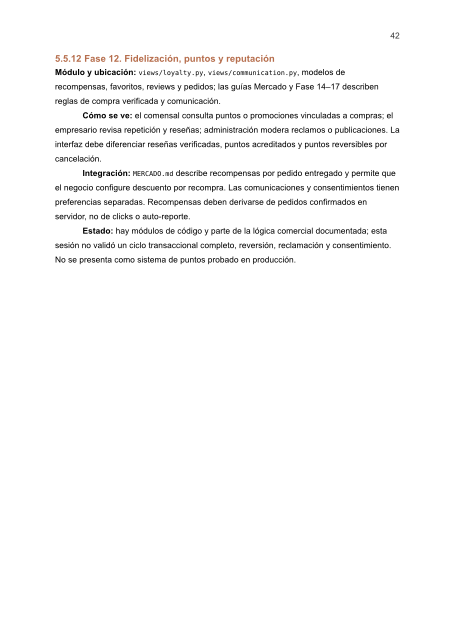 42
5.5.12 Fase 12. Fidelización, puntos y reputación
Módulo y ubicación: views/loyalty.py, views/communication.py, modelos de
recompensas, favoritos, reviews y pedidos; las guías Mercado y Fase 14–17 describen
reglas de compra verificada y comunicación.
Cómo se ve: el comensal consulta puntos o promociones vinculadas a compras; el
empresario revisa repetición y reseñas; administración modera reclamos o publicaciones. La
interfaz debe diferenciar reseñas verificadas, puntos acreditados y puntos reversibles por
cancelación.
Integración: MERCADO.md describe recompensas por pedido entregado y permite que
el negocio configure descuento por recompra. Las comunicaciones y consentimientos tienen
preferencias separadas. Recompensas deben derivarse de pedidos confirmados en
servidor, no de clicks o auto-reporte.
Estado: hay módulos de código y parte de la lógica comercial documentada; esta
sesión no validó un ciclo transaccional completo, reversión, reclamación y consentimiento.
No se presenta como sistema de puntos probado en producción.